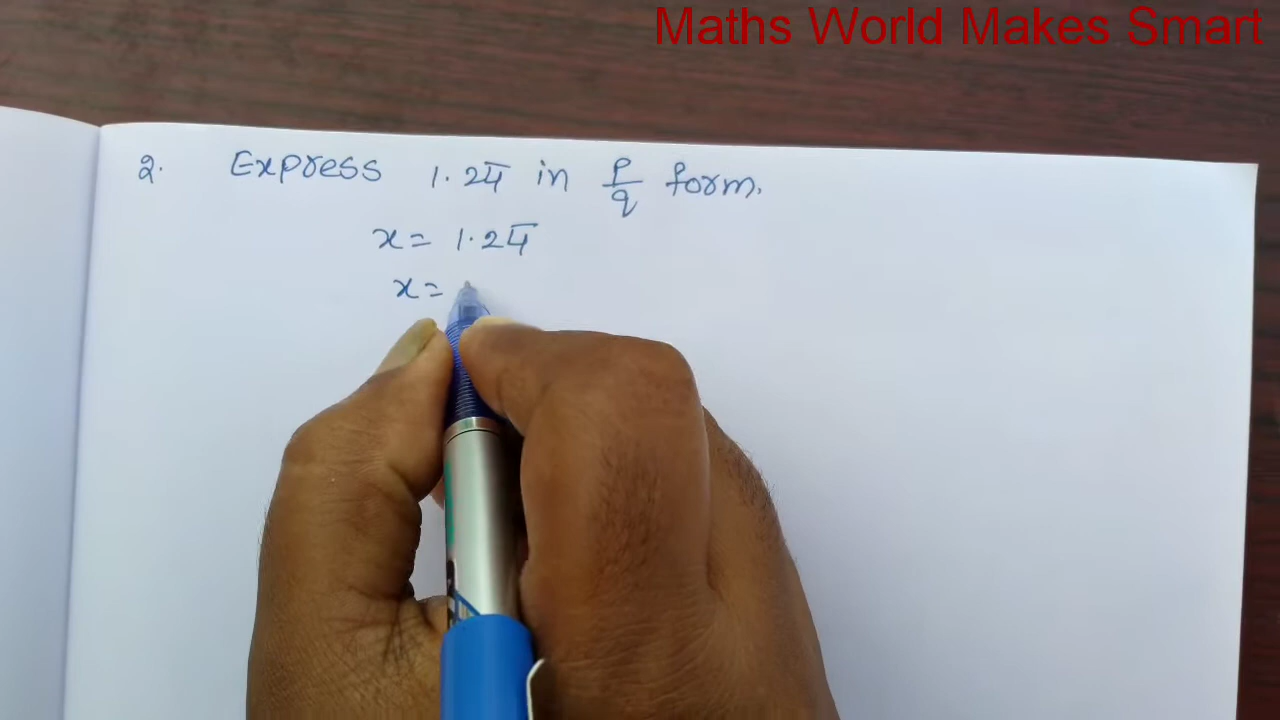 Maths World Makes Smart
2. Express 1.24̅ in p/q form.
x = 1.24̅
x =